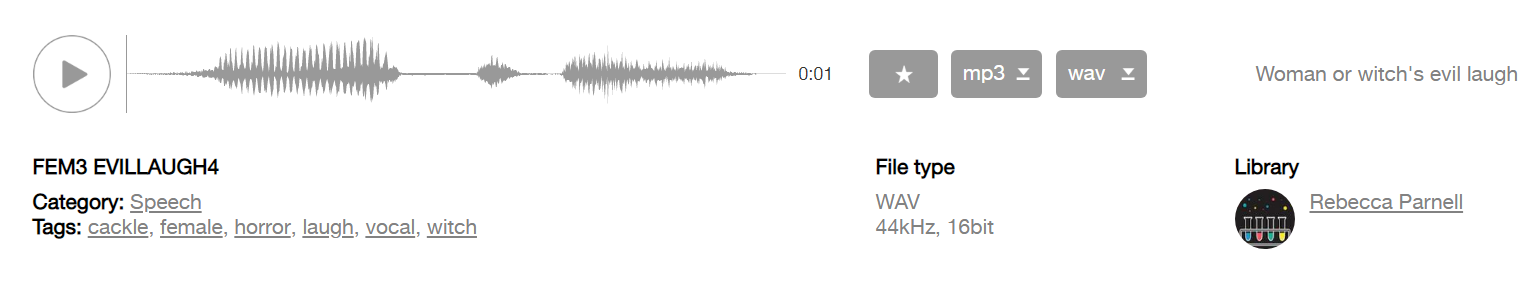 0:01
mp3
wav
Woman or witch's evil laugh
FEM3 EVILLAUGH4
Category: Speech
Tags: cackle, female, horror, laugh, vocal, witch
File type
WAV
44kHz, 16bit
Library
Rebecca Parnell